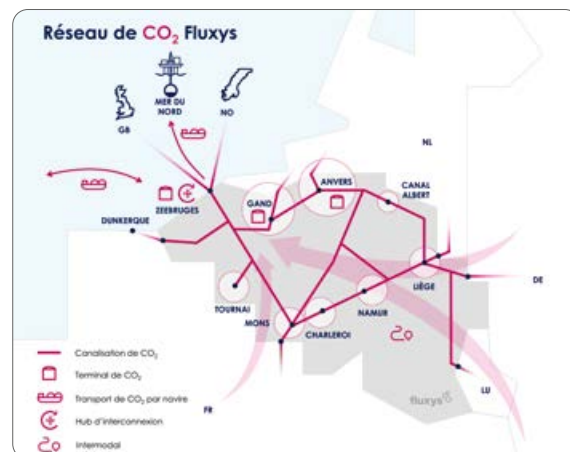 Réseau de CO₂ Fluxys
GB
MER DU
NORD
NO
NL
ZEEBRUGES
GAND
ANVERS
CANAL
ALBERT
DUNKERQUE
TOURNAI
MONS
CHARLEROI
NAMUR
LIÈGE
DE
LU
FR
fluxys
Canalisation de CO₂
Terminal de CO₂
Transport de CO₂ par navire
Hub d'interconnexion
Intermodal